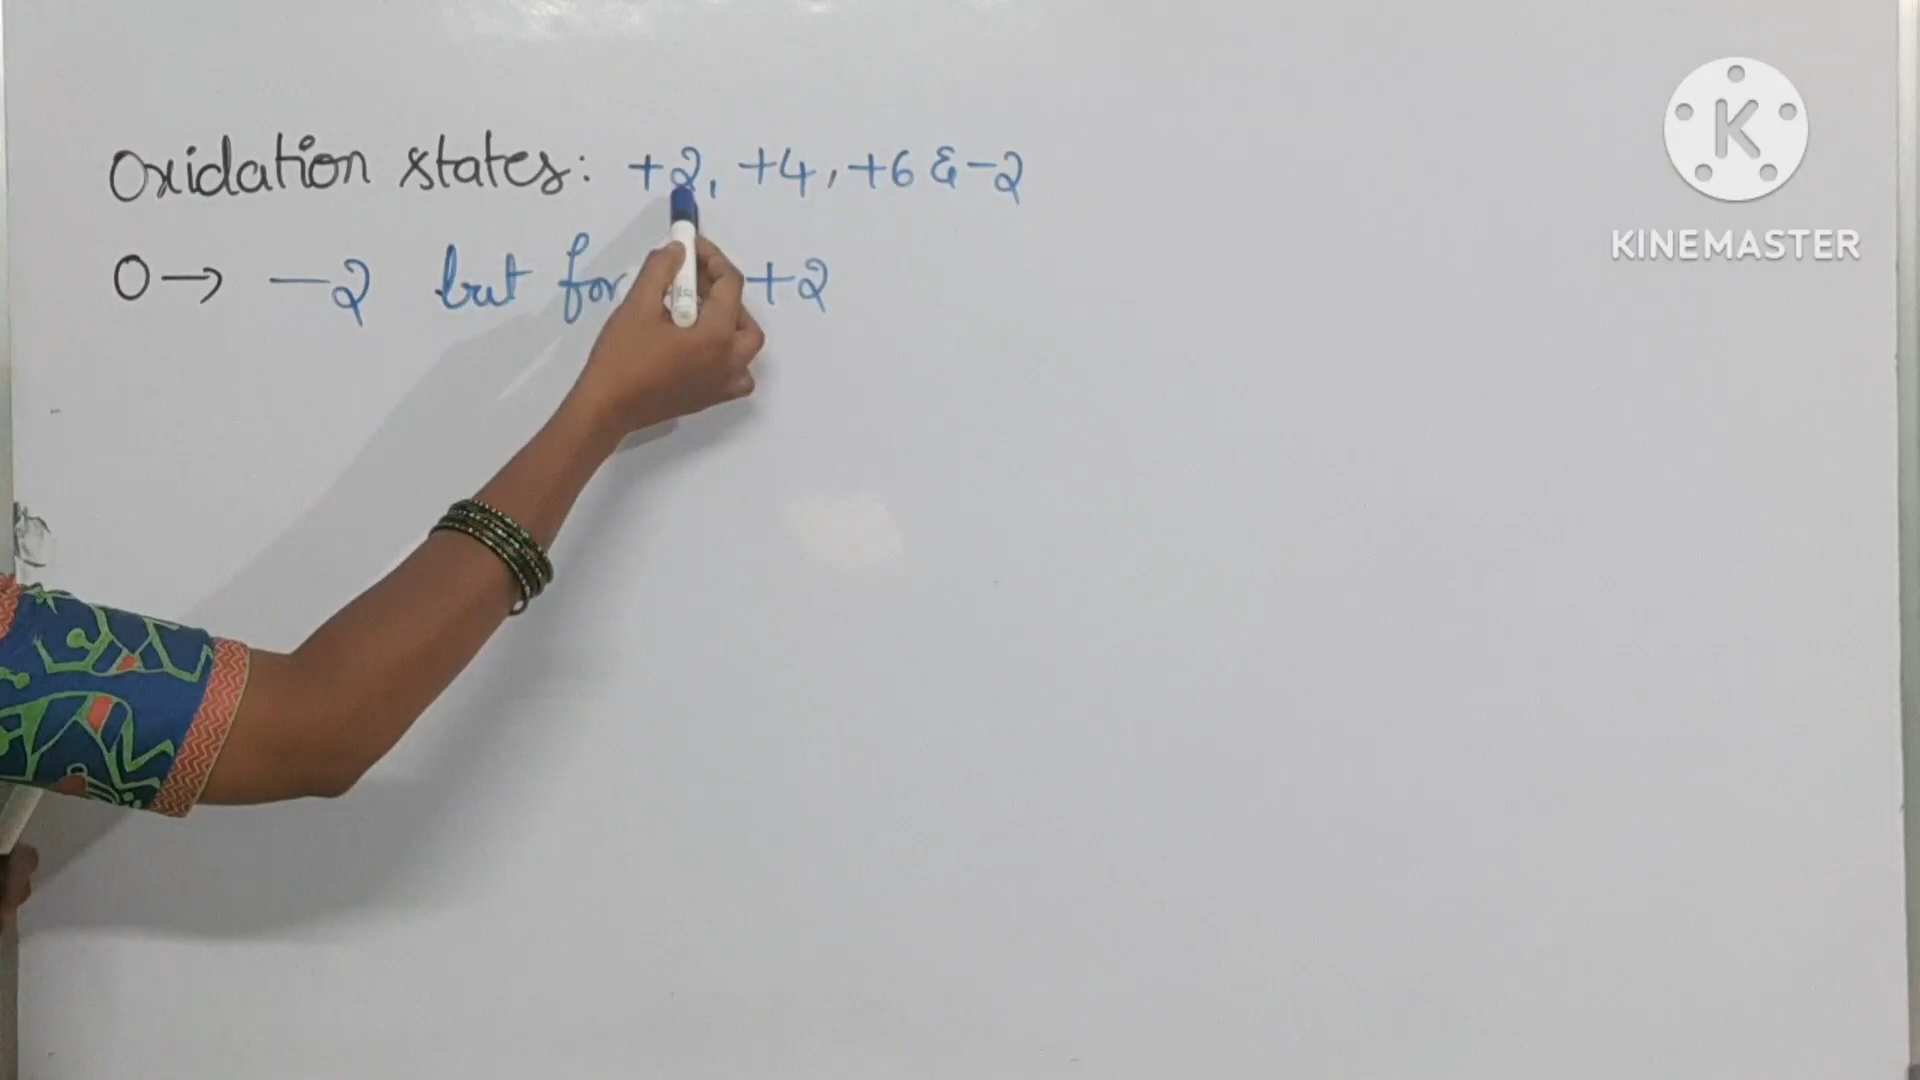 Oxidation states: +2, +4, +6 & -2
O → -2 but for +2
K
KINEMASTER